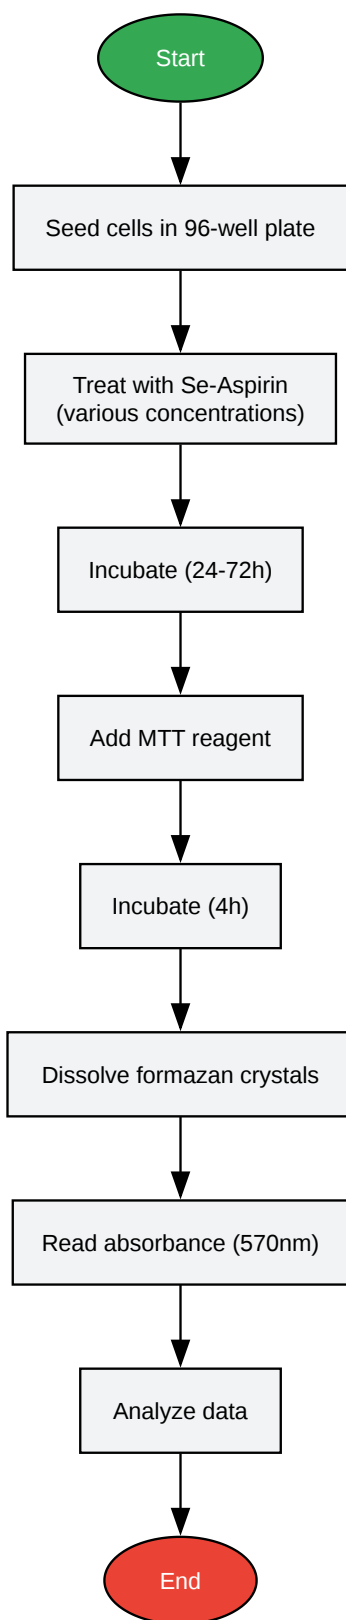 Start
Seed cells in 96-well plate
Treat with Se-Aspirin
(various concentrations)
Incubate (24-72h)
Add MTT reagent
Incubate (4h)
Dissolve formazan crystals
Read absorbance (570nm)
Analyze data
End